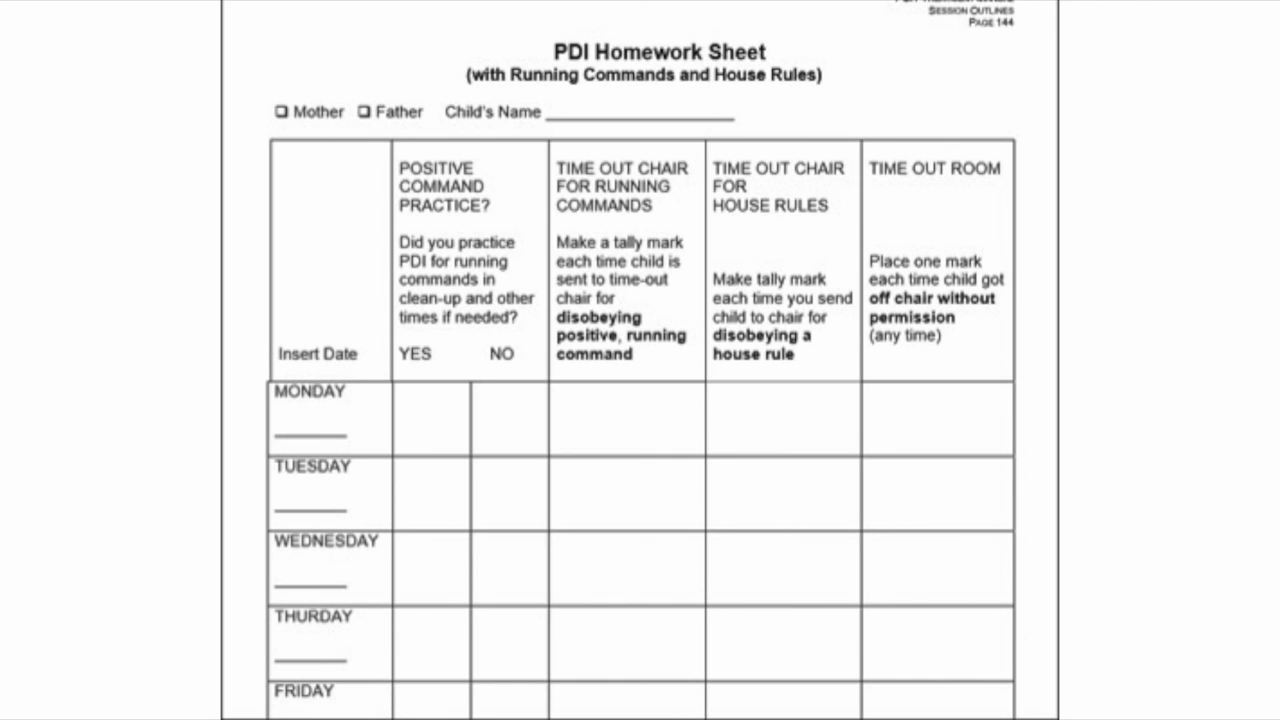 SESSION OUTLINES
PAGE 144
PDI Homework Sheet
(with Running Commands and House Rules)
❑ Mother ❑ Father Child's Name ____________________
Insert Date
POSITIVE
COMMAND
PRACTICE?
Did you practice
PDI for running
commands in
clean-up and other
times if needed?
YES NO
TIME OUT CHAIR
FOR RUNNING
COMMANDS
Make a tally mark
each time child is
sent to time-out
chair for
disobeying
positive, running
command
TIME OUT CHAIR
FOR
HOUSE RULES
Make tally mark
each time you send
child to chair for
disobeying a
house rule
TIME OUT ROOM
Place one mark
each time child got
off chair without
permission
(any time)
MONDAY
TUESDAY
WEDNESDAY
THURDAY
FRIDAY